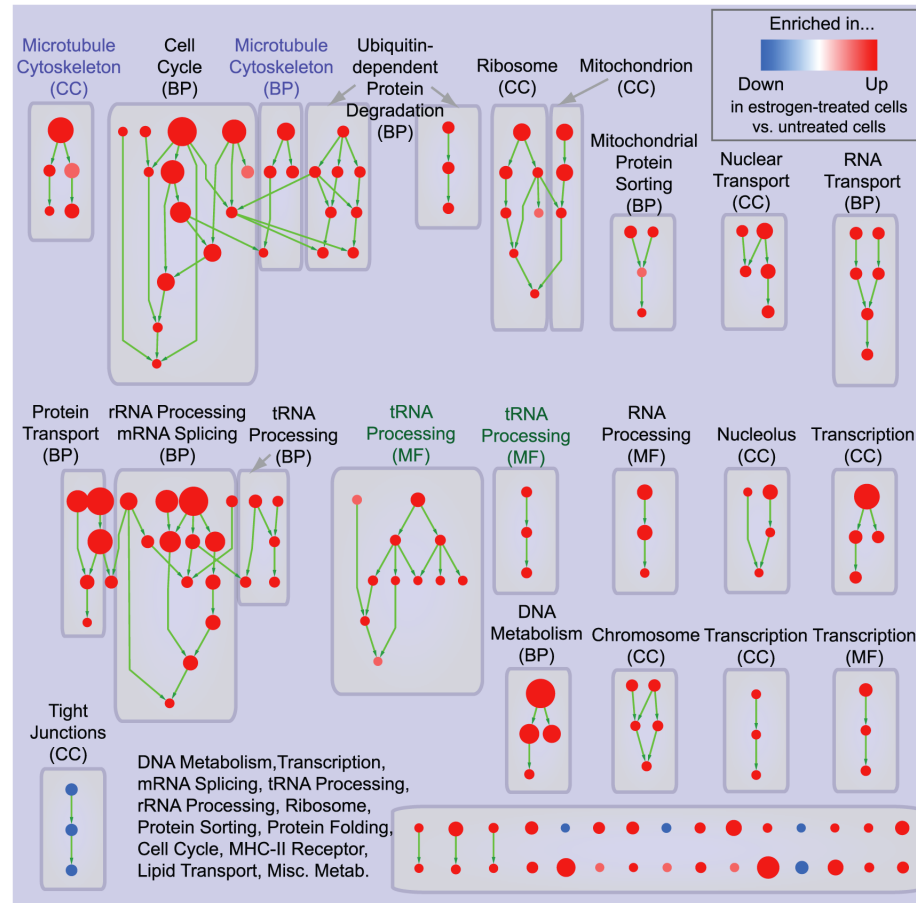 Microtubule
Cytoskeleton
(CC)
Cell
Cycle
(BP)
Microtubule
Cytoskeleton
(BP)
Ubiquitin-
dependent
Protein
Degradation
(BP)
Ribosome
(CC)
Mitochondrion
(CC)
Enriched in...
Down
Up
in estrogen-treated cells
vs. untreated cells
Mitochondrial
Protein
Sorting
(BP)
Nuclear
Transport
(CC)
RNA
Transport
(BP)
Protein
Transport
(BP)
rRNA Processing
mRNA Splicing
(BP)
tRNA
Processing
(BP)
tRNA
Processing
(MF)
tRNA
Processing
(MF)
RNA
Processing
(MF)
Nucleolus
(CC)
Transcription
(CC)
DNA
Metabolism
(BP)
Chromosome
(CC)
Transcription
(CC)
Transcription
(MF)
Tight
Junctions
(CC)
DNA Metabolism,Transcription,
mRNA Splicing, tRNA Processing,
rRNA Processing, Ribosome,
Protein Sorting, Protein Folding,
Cell Cycle, MHC-II Receptor,
Lipid Transport, Misc. Metab.